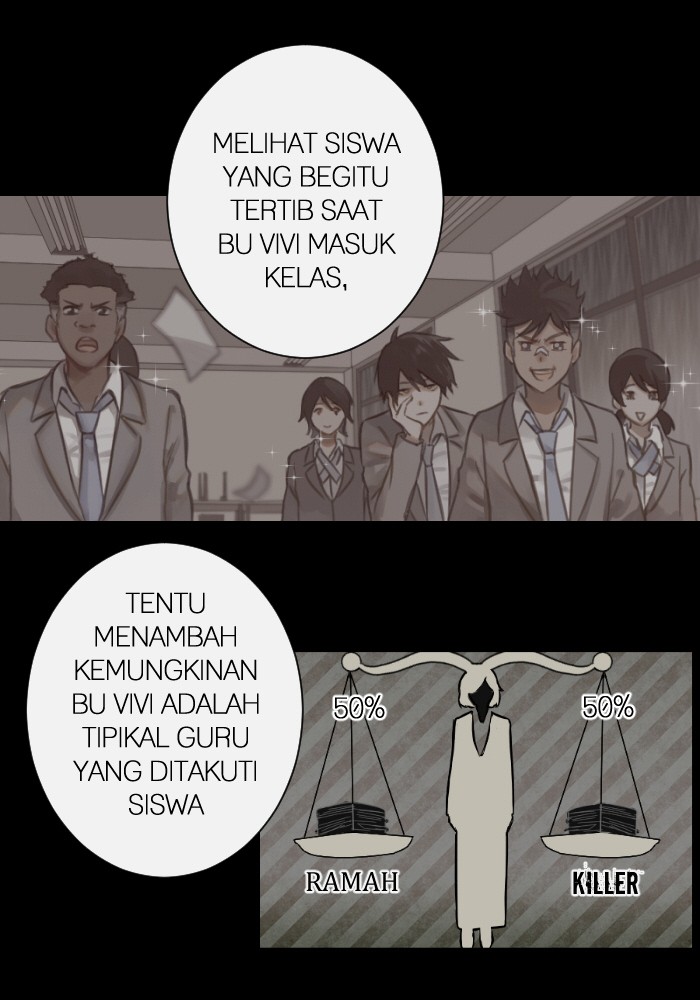 MELIHAT SISWA
YANG BEGITU
TERTIB SAAT
BU VIVI MASUK
KELAS,
TENTU
MENAMBAH
KEMUNGKINAN
BU VIVI ADALAH
TIPIKAL GURU
YANG DITAKUTI
SISWA
50%
50%
RAMAH
KILLER